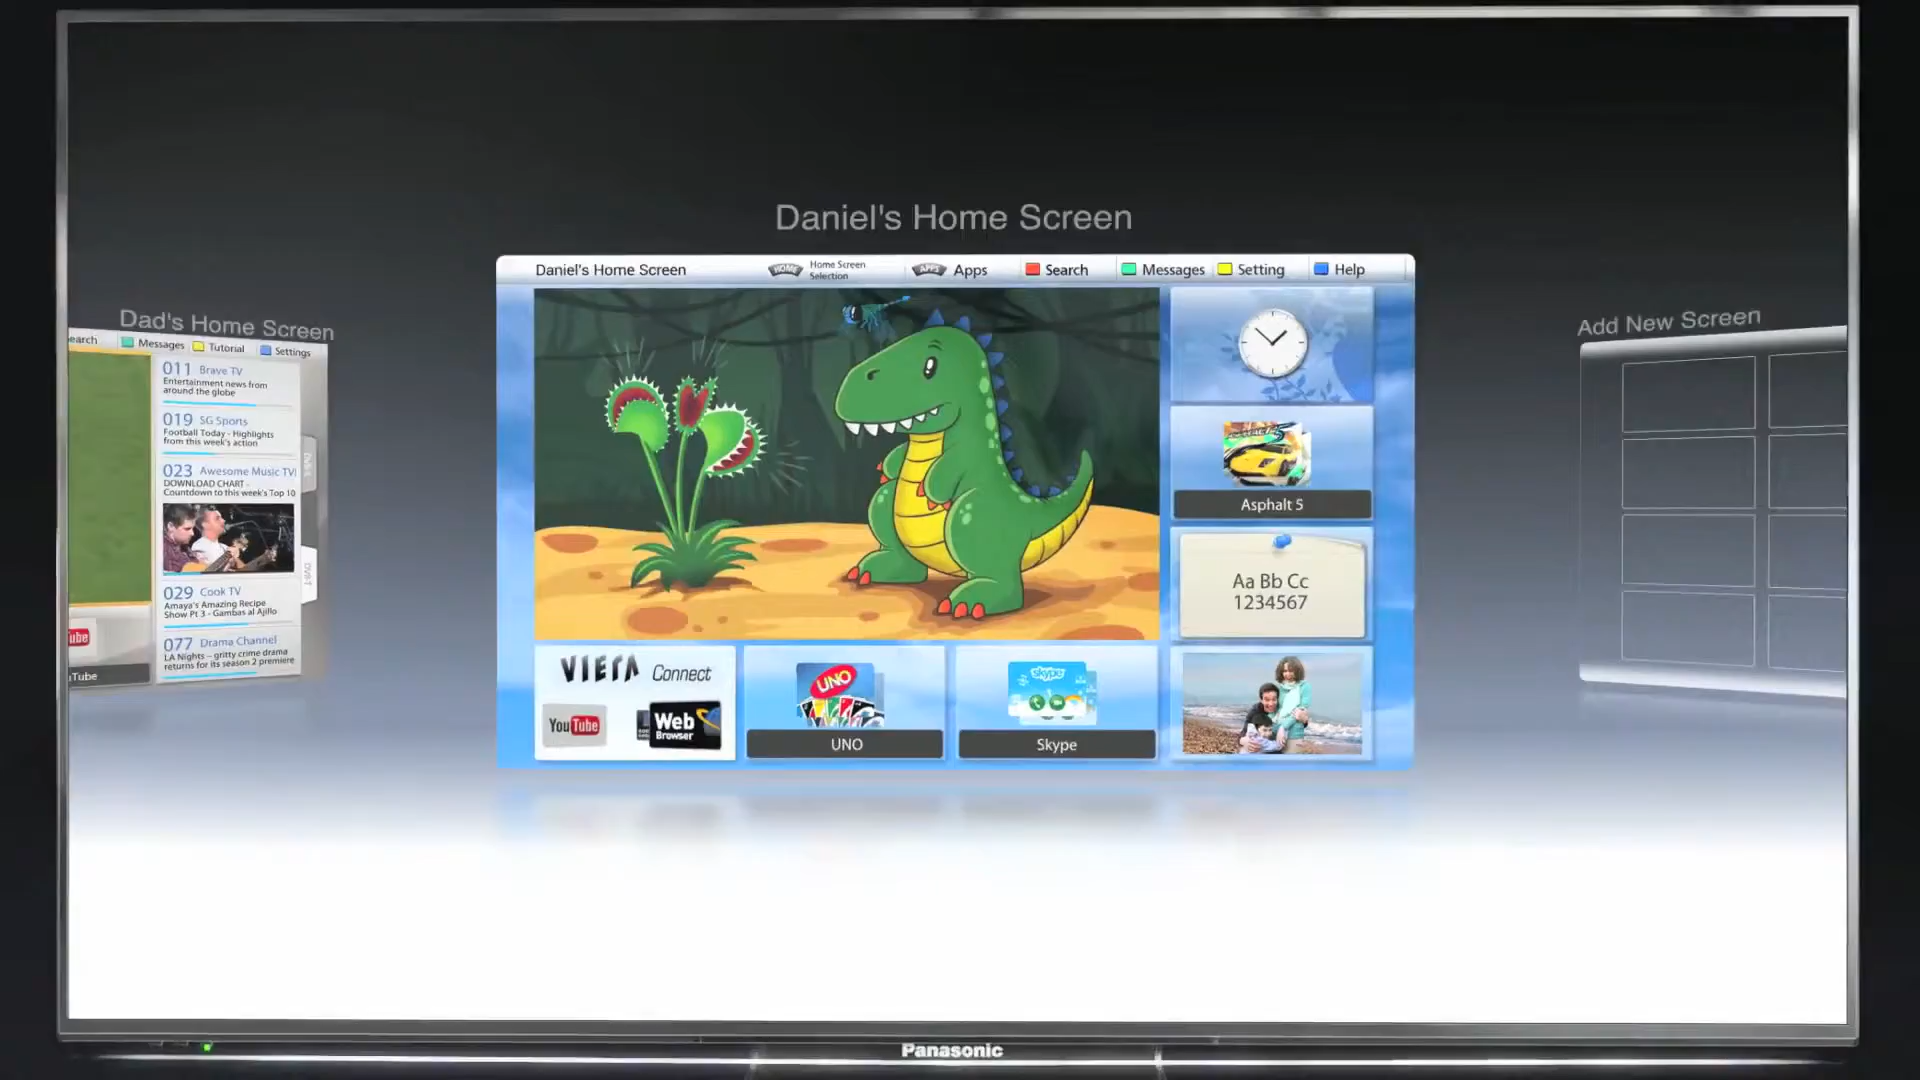 Daniel's Home Screen
Daniel's Home Screen
HOME
Home Screen
Selection
APPS
Apps
Search
Messages
Setting
Help
Asphalt 5
Aa Bb Cc
1234567
VIERA Connect
YouTube
Web
Browser
UNO
UNO
skype
Skype
Dad's Home Screen
earch
Messages
Tutorial
Settings
011 Brave TV
Entertainment news from
around the globe
019 SG Sports
Football Today - Highlights
from this week's action
023 Awesome Music TV
DOWNLOAD CHART -
Countdown to this week's Top 10
029 Cook TV
Amaya's Amazing Recipe
Show Pt 3 - Gambas al Ajillo
077 Drama Channel
LA Nights – gritty crime drama
returns for its season 2 premiere
Tube
uTube
Add New Screen
Panasonic